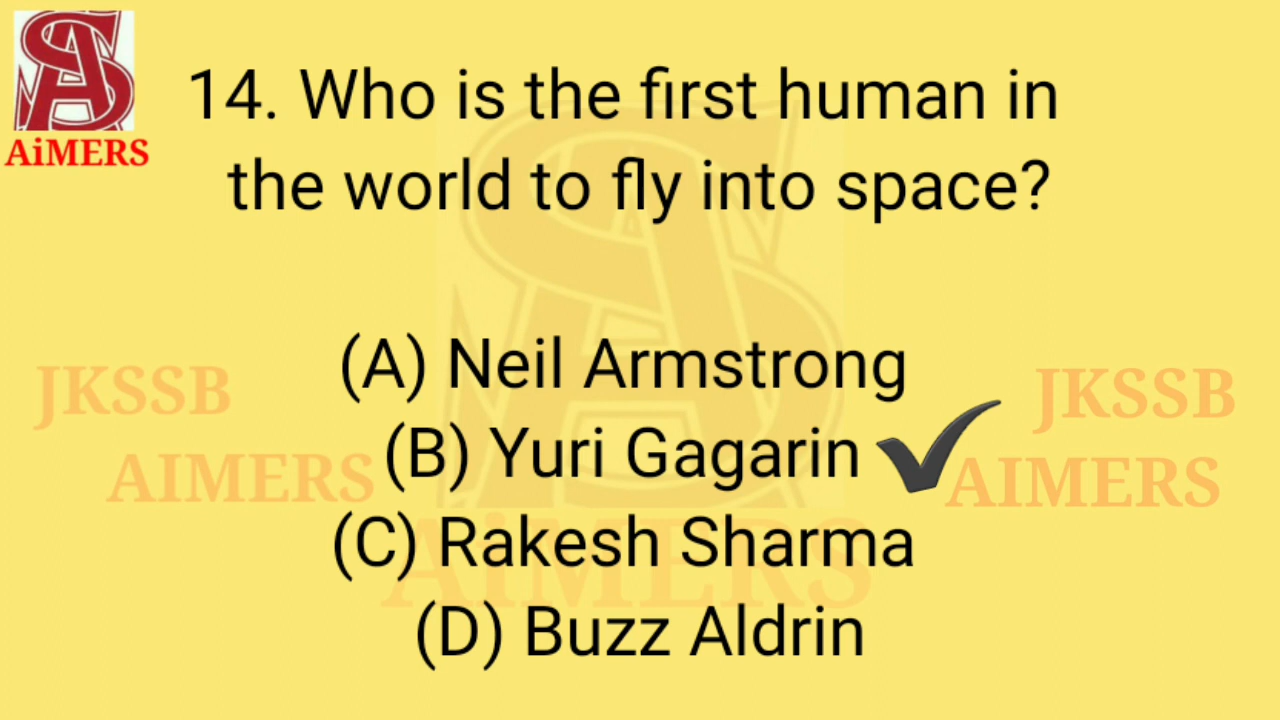 AiMERS
14. Who is the first human in
the world to fly into space?
(A) Neil Armstrong
(B) Yuri Gagarin
(C) Rakesh Sharma
(D) Buzz Aldrin
JKSSB
AIMERS
JKSSB
AIMERS
AiMERS